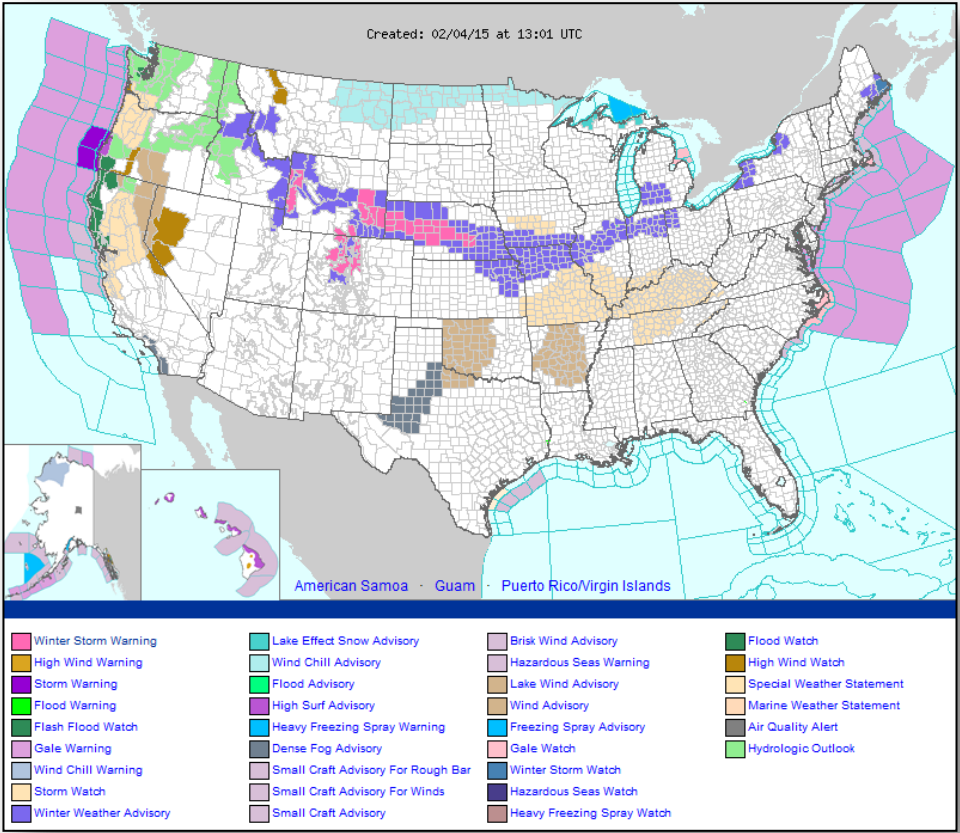 Created: 02/04/15 at 13:01 UTC
American Samoa - Guam - Puerto Rico/Virgin Islands
Winter Storm Warning
High Wind Warning
Storm Warning
Flood Warning
Flash Flood Watch
Gale Warning
Wind Chill Warning
Storm Watch
Winter Weather Advisory
Lake Effect Snow Advisory
Wind Chill Advisory
Flood Advisory
High Surf Advisory
Heavy Freezing Spray Warning
Dense Fog Advisory
Small Craft Advisory For Rough Bar
Small Craft Advisory For Winds
Small Craft Advisory
Brisk Wind Advisory
Hazardous Seas Warning
Lake Wind Advisory
Wind Advisory
Freezing Spray Advisory
Gale Watch
Winter Storm Watch
Hazardous Seas Watch
Heavy Freezing Spray Watch
Flood Watch
High Wind Watch
Special Weather Statement
Marine Weather Statement
Air Quality Alert
Hydrologic Outlook